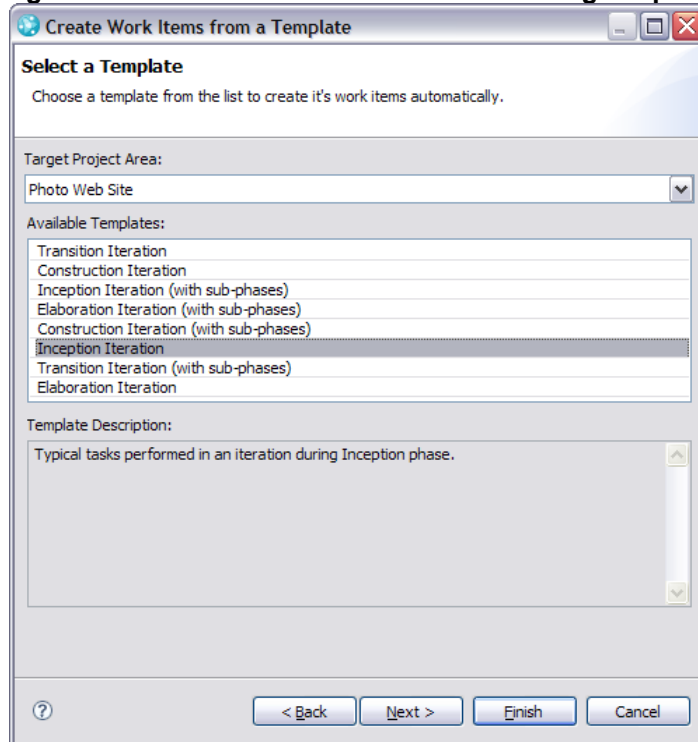 Create Work Items from a Template
Select a Template
Choose a template from the list to create it's work items automatically.
Target Project Area:
Photo Web Site
Available Templates:
Transition Iteration
Construction Iteration
Inception Iteration (with sub-phases)
Elaboration Iteration (with sub-phases)
Construction Iteration (with sub-phases)
Inception Iteration
Transition Iteration (with sub-phases)
Elaboration Iteration
Template Description:
Typical tasks performed in an iteration during Inception phase.
? < Back Next > Finish Cancel